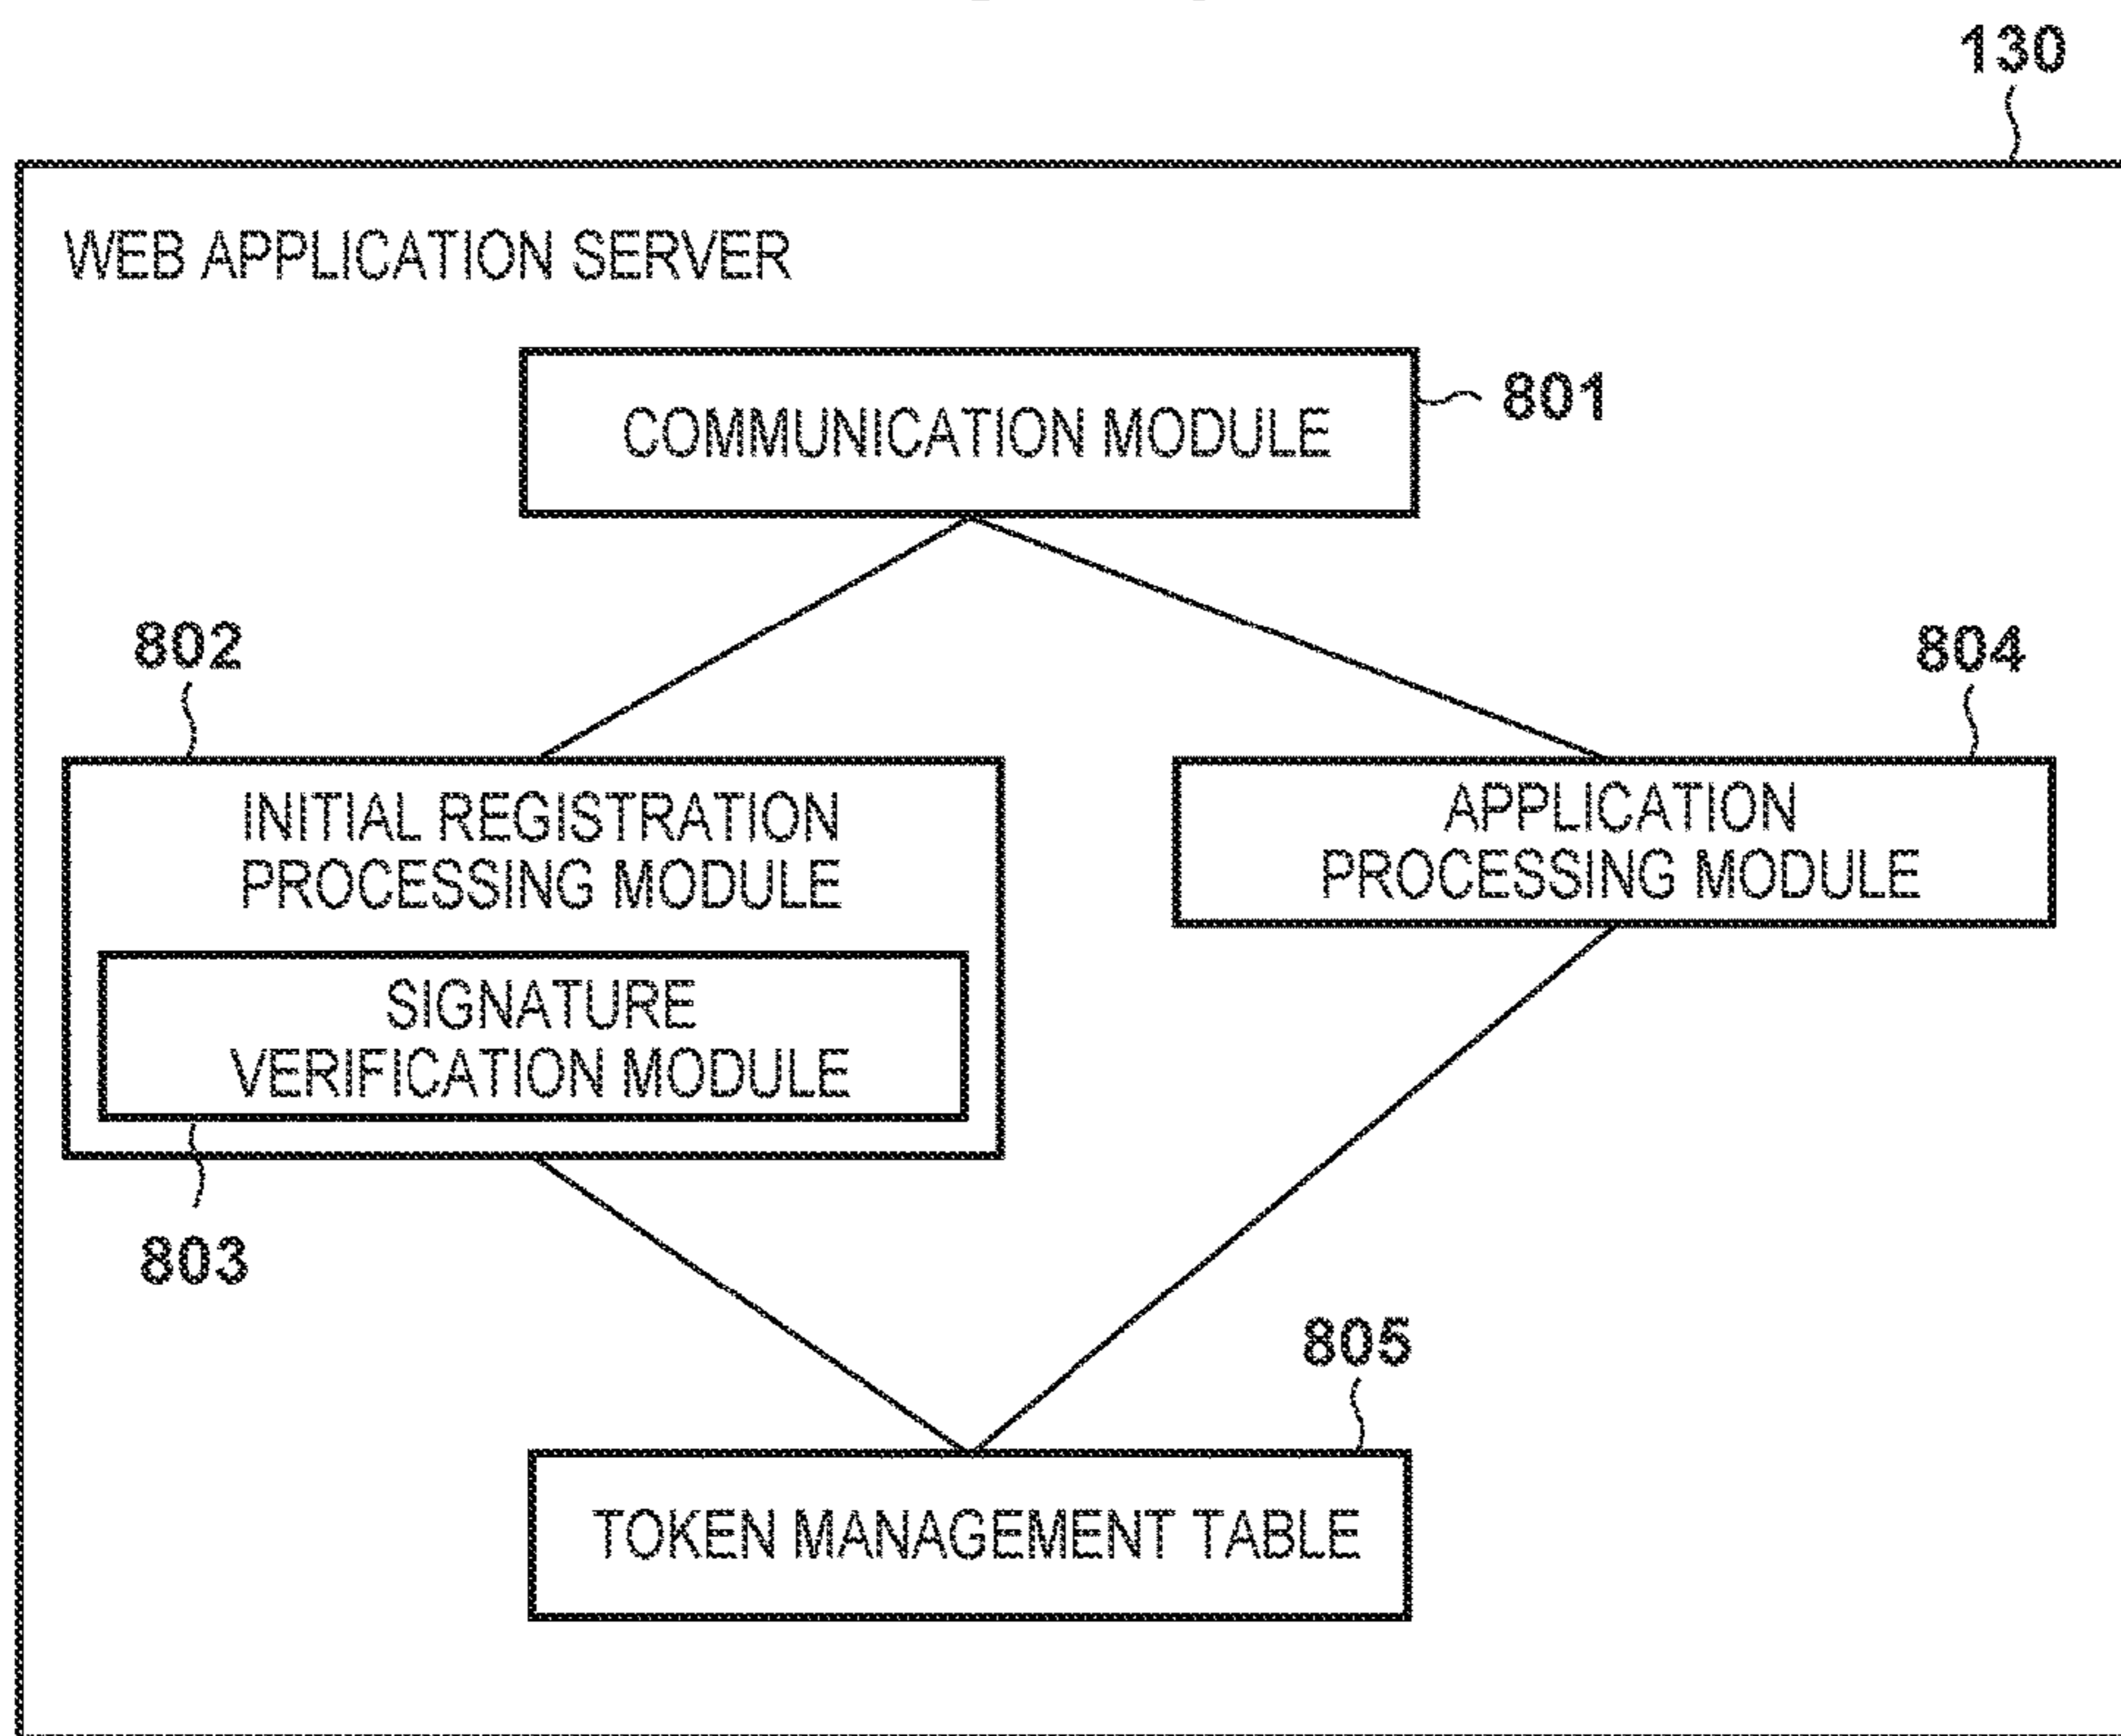 130
WEB APPLICATION SERVER
COMMUNICATION MODULE
801
802
804
INITIAL REGISTRATION
PROCESSING MODULE
APPLICATION
PROCESSING MODULE
SIGNATURE
VERIFICATION MODULE
803
805
TOKEN MANAGEMENT TABLE